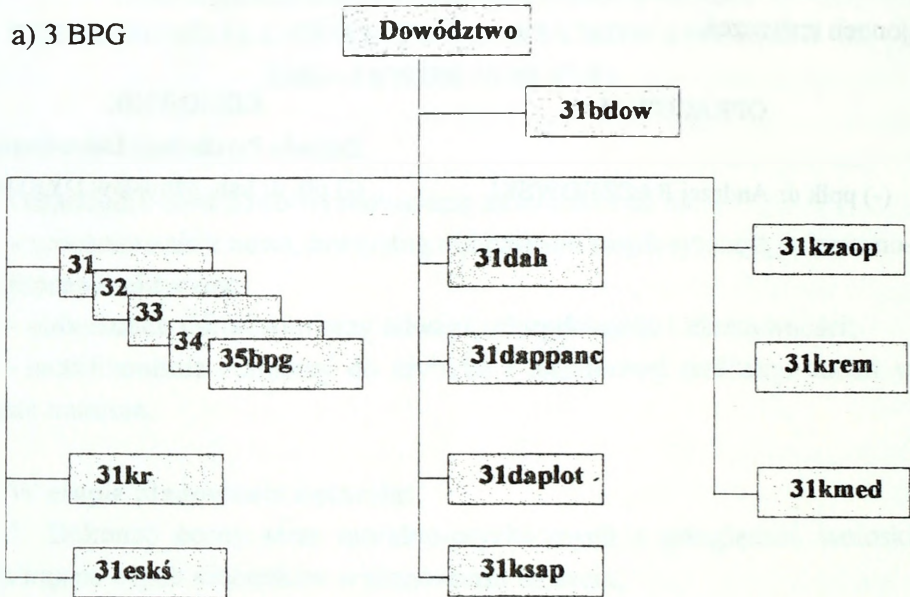 a) 3 BPG
Dowództwo
31bdow
31
32
33
34
35bpg
31dah
31kzaop
31dappanc
31krem
31kr
31daplot
31kmed
31eskś
31ksap